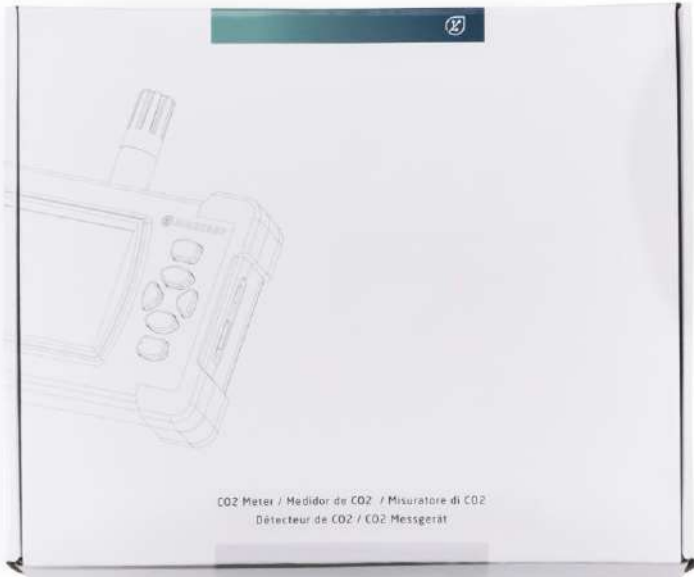 CO2 Meter / Medidor de CO2 / Misuratore di CO2
Détecteur de CO2 / CO2 Messgerät